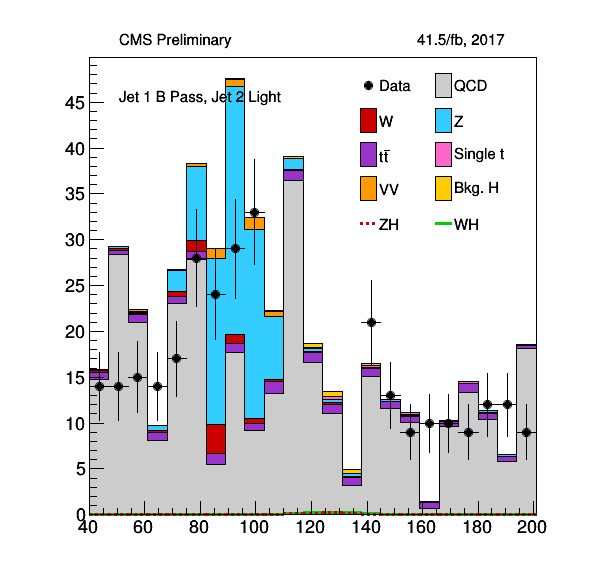 CMS Preliminary 41.5/fb, 2017
Jet 1 B Pass, Jet 2 Light
Data QCD
W Z
tt̅ Single t
VV Bkg. H
ZH WH
45
40
35
30
25
20
15
10
5
0
40 60 80 100 120 140 160 180 200